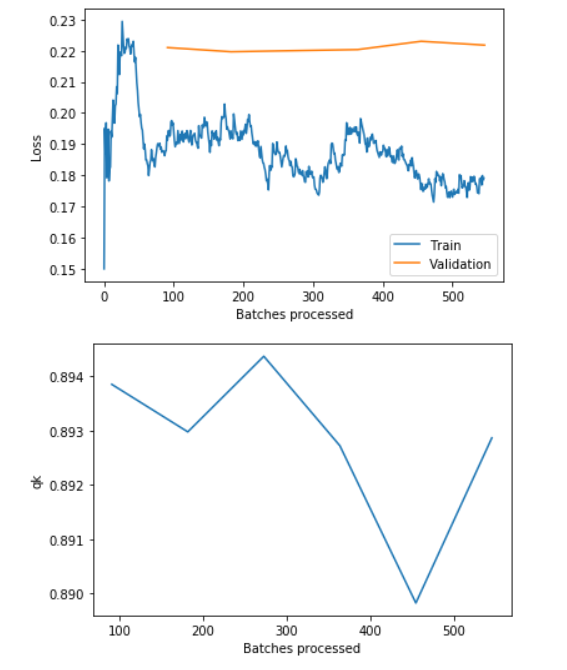 0.23
0.22
0.21
0.20
0.19
0.18
0.17
0.16
0.15
Loss
Train
Validation
0 100 200 300 400 500
Batches processed
0.894
0.893
0.892
0.891
0.890
qk
100 200 300 400 500
Batches processed